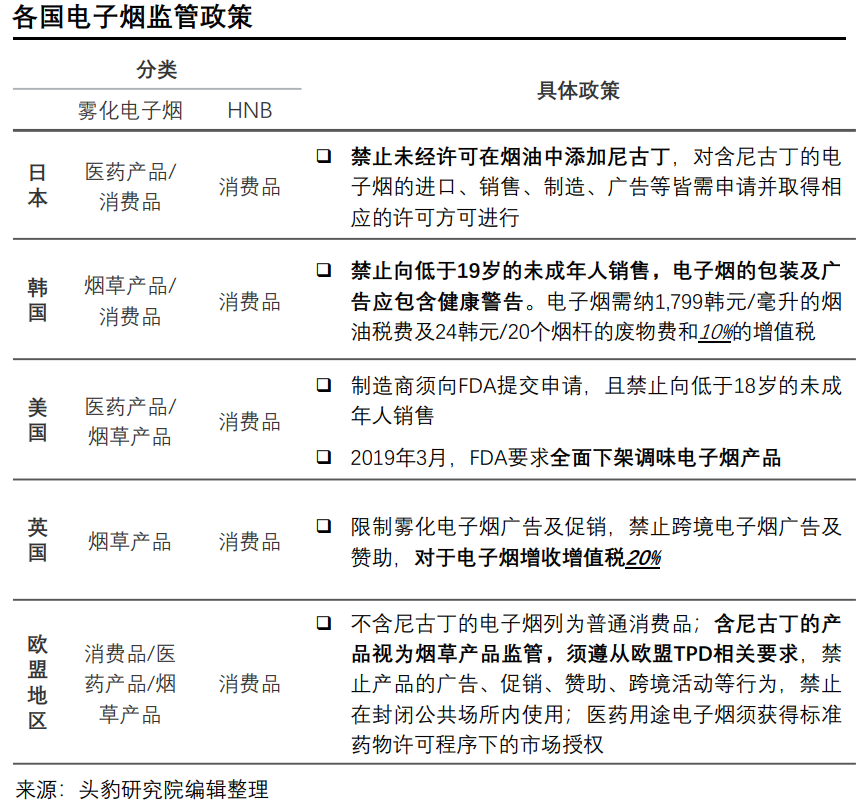 各国电子烟监管政策
分类
具体政策
雾化电子烟
HNB
日本
医药产品/
消费品
消费品
❑ 禁止未经许可在烟油中添加尼古丁，对含尼古丁的电
子烟的进口、销售、制造、广告等皆需申请并取得相
应的许可方可进行
韩国
烟草产品/
消费品
消费品
❑ 禁止向低于19岁的未成年人销售，电子烟的包装及广
告应包含健康警告。电子烟需纳1,799韩元/毫升的烟
油税费及24韩元/20个烟杆的废物费和10%的增值税
美国
医药产品/
烟草产品
消费品
❑ 制造商须向FDA提交申请，且禁止向低于18岁的未成
年人销售
❑ 2019年3月，FDA要求全面下架调味电子烟产品
英国
烟草产品
消费品
❑ 限制雾化电子烟广告及促销，禁止跨境电子烟广告及
赞助，对于电子烟增收增值税20%
欧盟地区
消费品/医
药产品/烟
草产品
消费品
❑ 不含尼古丁的电子烟列为普通消费品；含尼古丁的产
品视为烟草产品监管，须遵从欧盟TPD相关要求，禁
止产品的广告、促销、赞助、跨境活动等行为，禁止
在封闭公共场所内使用；医药用途电子烟须获得标准
药物许可程序下的市场授权
来源：头豹研究院编辑整理